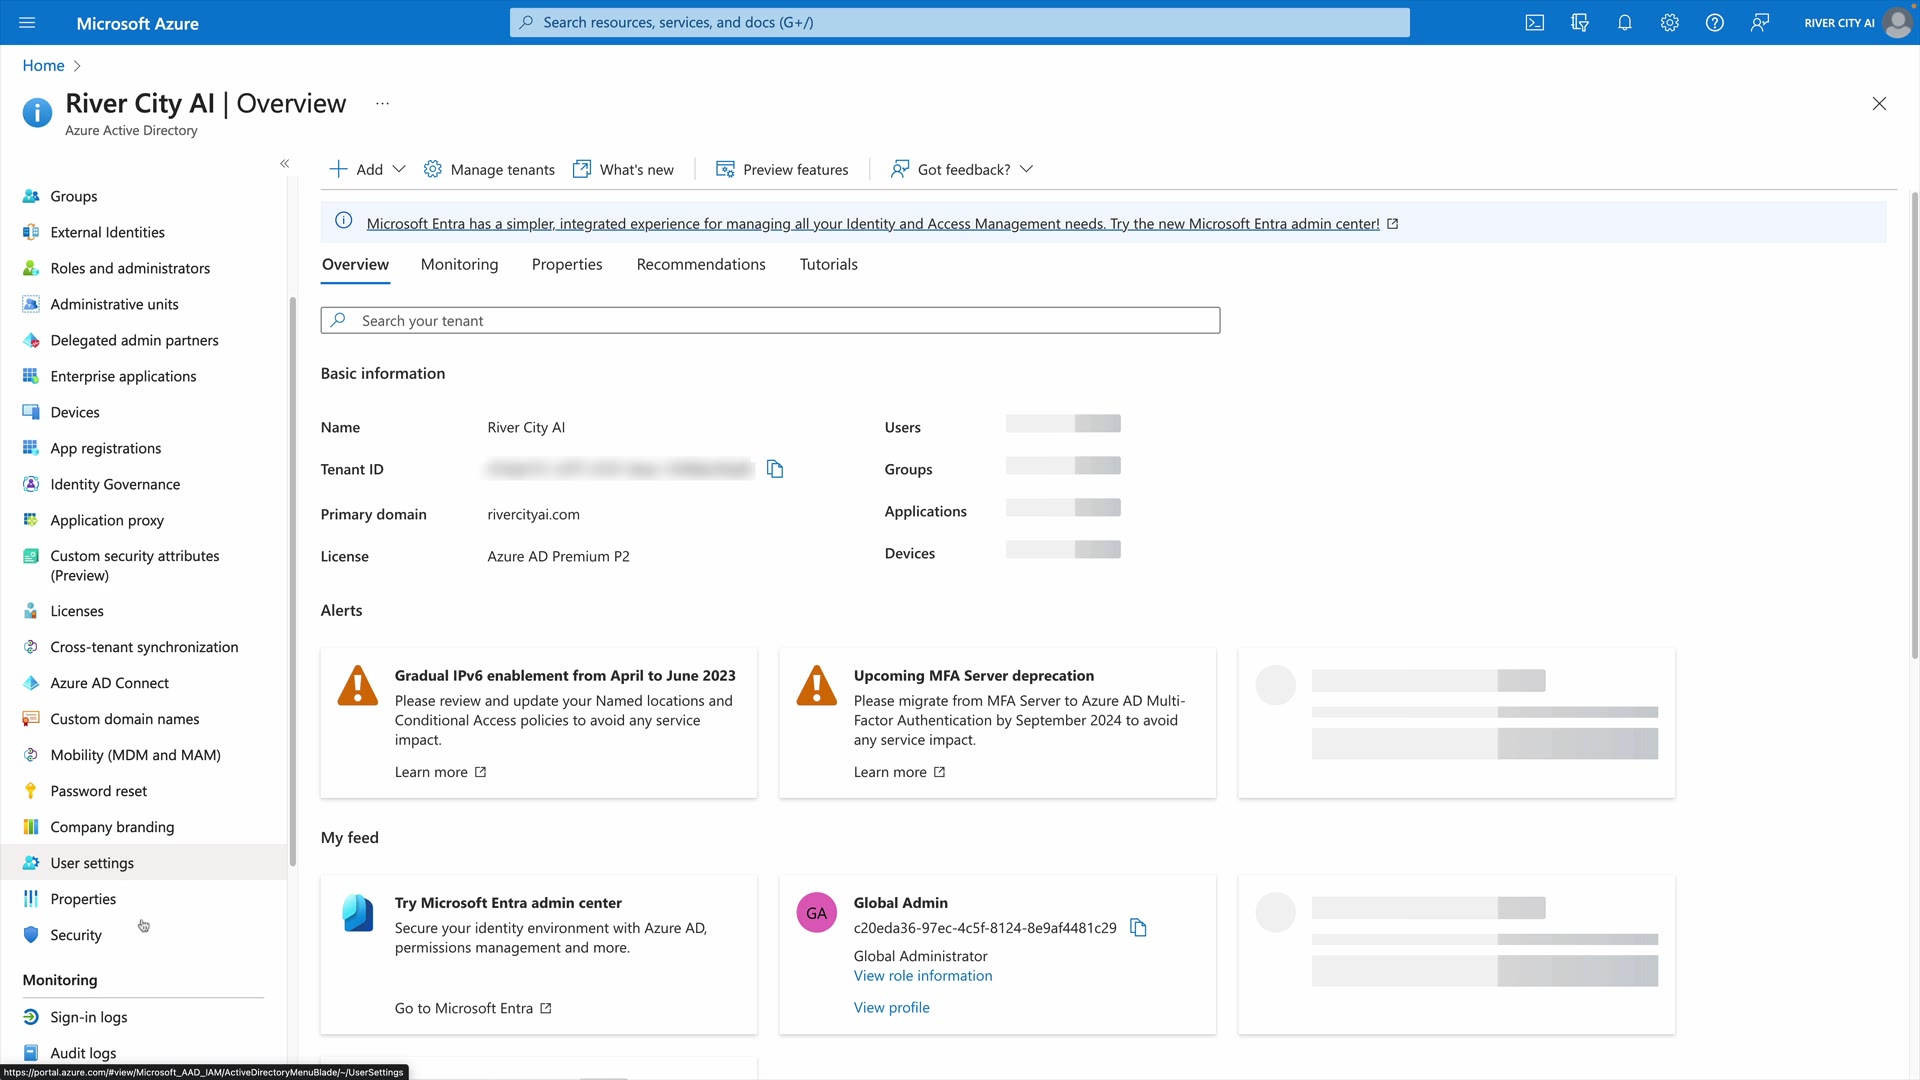 Microsoft Azure
Search resources, services, and docs (G+/)
RIVER CITY AI
Home
River City AI | Overview
...
Azure Active Directory
Add
Manage tenants
What's new
Preview features
Got feedback?
Microsoft Entra has a simpler, integrated experience for managing all your Identity and Access Management needs. Try the new Microsoft Entra admin center!
Groups
External Identities
Roles and administrators
Administrative units
Delegated admin partners
Enterprise applications
Devices
App registrations
Identity Governance
Application proxy
Custom security attributes
(Preview)
Licenses
Cross-tenant synchronization
Azure AD Connect
Custom domain names
Mobility (MDM and MAM)
Password reset
Company branding
User settings
Properties
Security
Monitoring
Sign-in logs
Audit logs
Overview
Monitoring
Properties
Recommendations
Tutorials
Search your tenant
Basic information
Name
River City AI
Users
Tenant ID
Groups
Primary domain
rivercityai.com
Applications
License
Azure AD Premium P2
Devices
Alerts
Gradual IPv6 enablement from April to June 2023
Please review and update your Named locations and
Conditional Access policies to avoid any service
impact.
Learn more
Upcoming MFA Server deprecation
Please migrate from MFA Server to Azure AD Multi-
Factor Authentication by September 2024 to avoid
any service impact.
Learn more
My feed
Try Microsoft Entra admin center
Secure your identity environment with Azure AD,
permissions management and more.
Go to Microsoft Entra
GA
Global Admin
c20eda36-97ec-4c5f-8124-8e9af4481c29
Global Administrator
View role information
View profile
https://portal.azure.com/#view/Microsoft_AAD_IAM/ActiveDirectoryMenuBlade/~/UserSettings